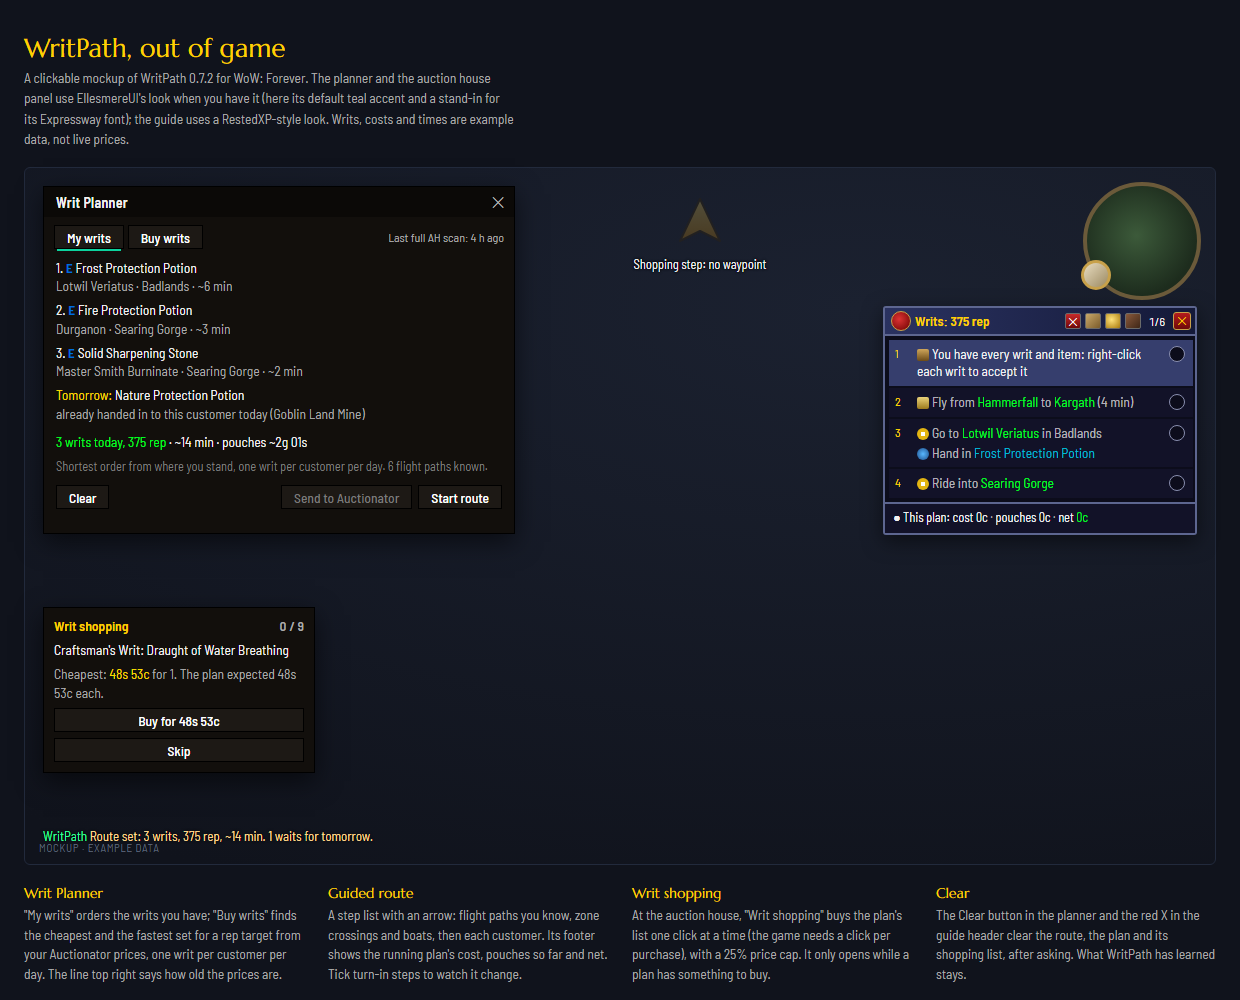 WritPath, out of game
A clickable mockup of WritPath 0.7.2 for WoW: Forever. The planner and the auction house
panel use EllesmereUI's look when you have it (here its default teal accent and a stand-in for
its Expressway font); the guide uses a RestedXP-style look. Writs, costs and times are example
data, not live prices.
Writ Planner
My writs
Buy writs
Last full AH scan: 4 h ago
1. E Frost Protection Potion
Lotwil Veriatus · Badlands · ~6 min
2. E Fire Protection Potion
Durganon · Searing Gorge · ~3 min
3. E Solid Sharpening Stone
Master Smith Burninate · Searing Gorge · ~2 min
Tomorrow: Nature Protection Potion
already handed in to this customer today (Goblin Land Mine)
3 writs today, 375 rep · ~14 min · pouches ~2g 01s
Shortest order from where you stand, one writ per customer per day. 6 flight paths known.
Clear
Send to Auctionator
Start route
Shopping step: no waypoint
Writs: 375 rep
1/6
1 You have every writ and item: right-click
each writ to accept it
2 Fly from Hammerfall to Kargath (4 min)
3 Go to Lotwil Veriatus in Badlands
Hand in Frost Protection Potion
4 Ride into Searing Gorge
This plan: cost 0c · pouches 0c · net 0c
Writ shopping
0 / 9
Craftsman's Writ: Draught of Water Breathing
Cheapest: 48s 53c for 1. The plan expected 48s
53c each.
Buy for 48s 53c
Skip
WritPath Route set: 3 writs, 375 rep, ~14 min. 1 waits for tomorrow.
MOCKUP · EXAMPLE DATA
Writ Planner
"My writs" orders the writs you have; "Buy writs" finds
the cheapest and the fastest set for a rep target from
your Auctionator prices, one writ per customer per
day. The line top right says how old the prices are.
Guided route
A step list with an arrow: flight paths you know, zone
crossings and boats, then each customer. Its footer
shows the running plan's cost, pouches so far and net.
Tick turn-in steps to watch it change.
Writ shopping
At the auction house, "Writ shopping" buys the plan's
list one click at a time (the game needs a click per
purchase), with a 25% price cap. It only opens while a
plan has something to buy.
Clear
The Clear button in the planner and the red X in the
guide header clear the route, the plan and its
shopping list, after asking. What WritPath has learned
stays.